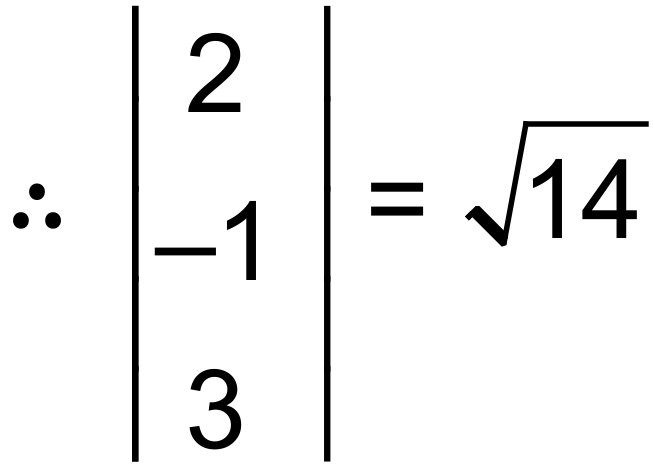 2
∴ | –1 | = √14
3